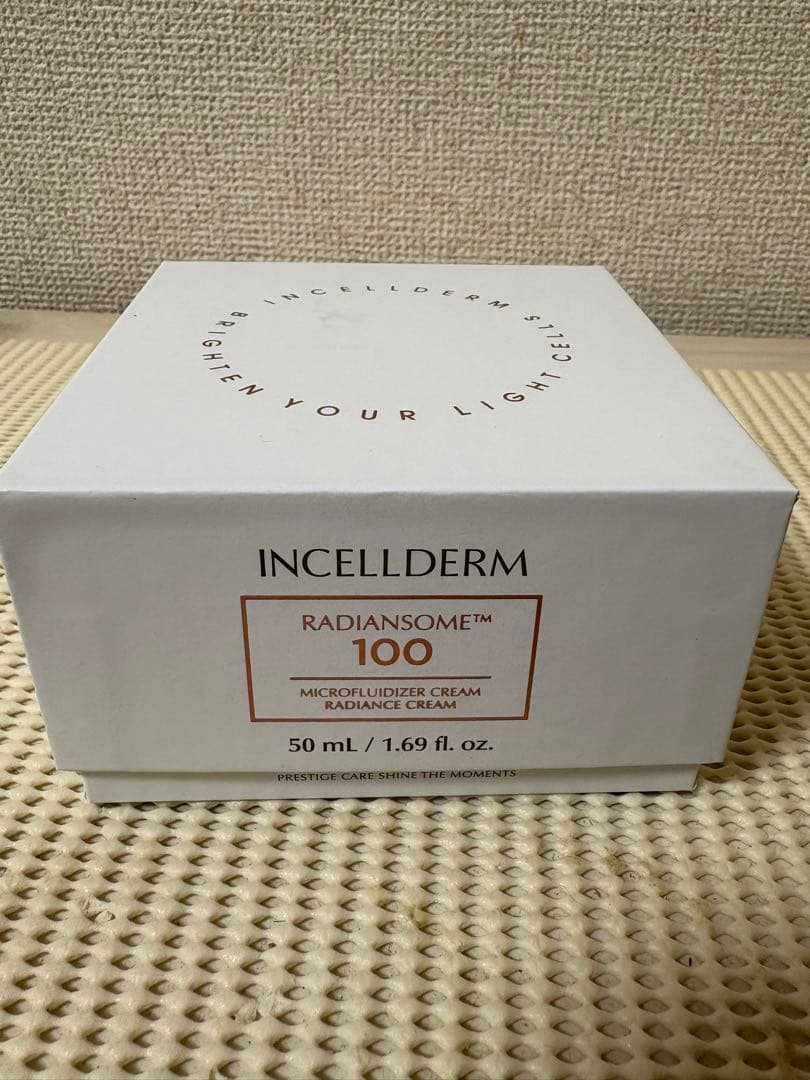 INCELLDERM
BRIGHTEN YOUR LIGHT CELLS
INCELLDERM
RADIANSOME™
100
MICROFLUIDIZER CREAM
RADIANCE CREAM
50 mL / 1.69 fl. oz.
PRESTIGE CARE SHINE THE MOMENTS